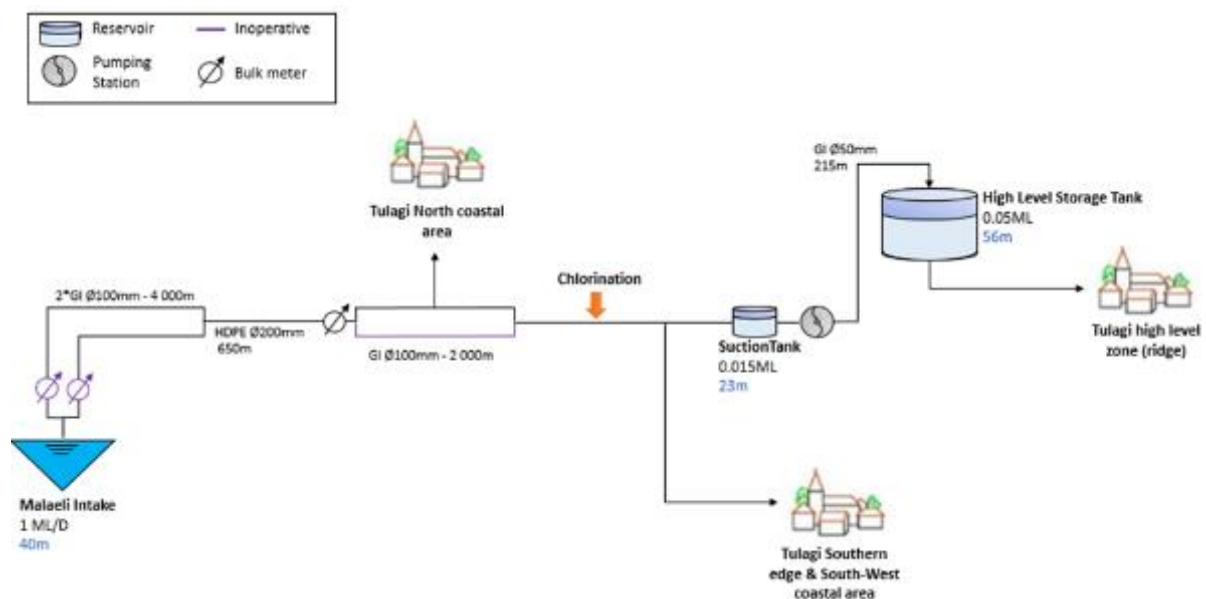 Reservoir
Inoperative
Pumping
Station
Bulk meter
Tulagi North coastal
area
2*GI Ø100mm - 4 000m
HDPE Ø200mm
650m
GI Ø100mm - 2 000m
Chlorination
GI Ø50mm
215m
High Level Storage Tank
0.05ML
56m
SuctionTank
0.015ML
23m
Tulagi high level
zone (ridge)
Malaeli Intake
1 ML/D
40m
Tulagi Southern
edge & South-West
coastal area